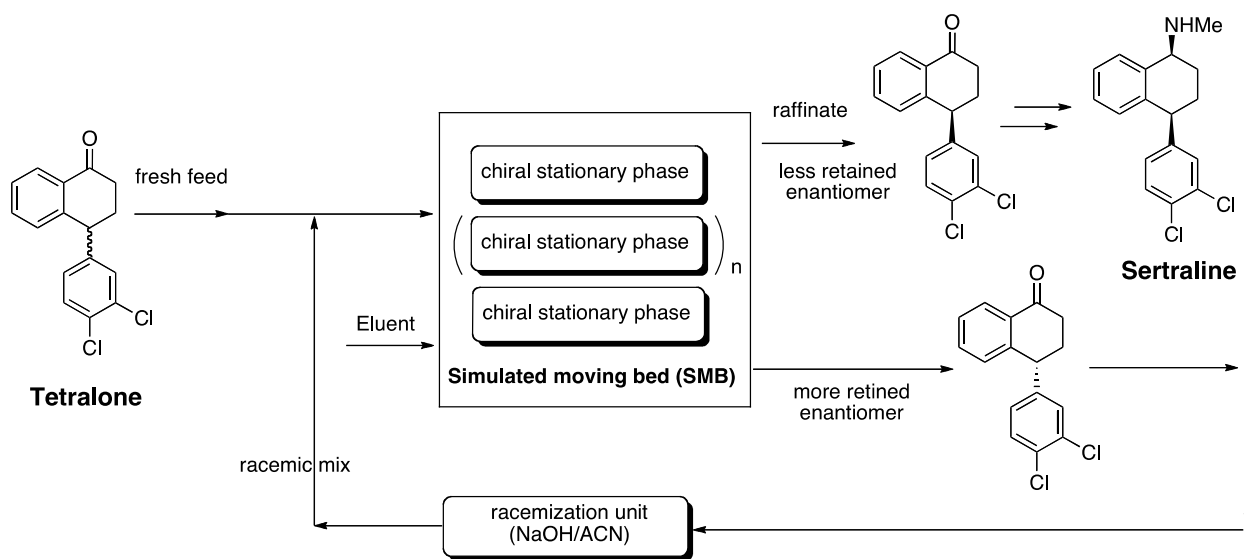 O
Cl
Cl
Tetralone
fresh feed
racemic mix
Eluent
chiral stationary phase
( chiral stationary phase ) n
chiral stationary phase
Simulated moving bed (SMB)
raffinate
less retained
enantiomer
O
Cl
Cl
NHMe
Cl
Cl
Sertraline
more retined
enantiomer
O
Cl
Cl
racemization unit
(NaOH/ACN)